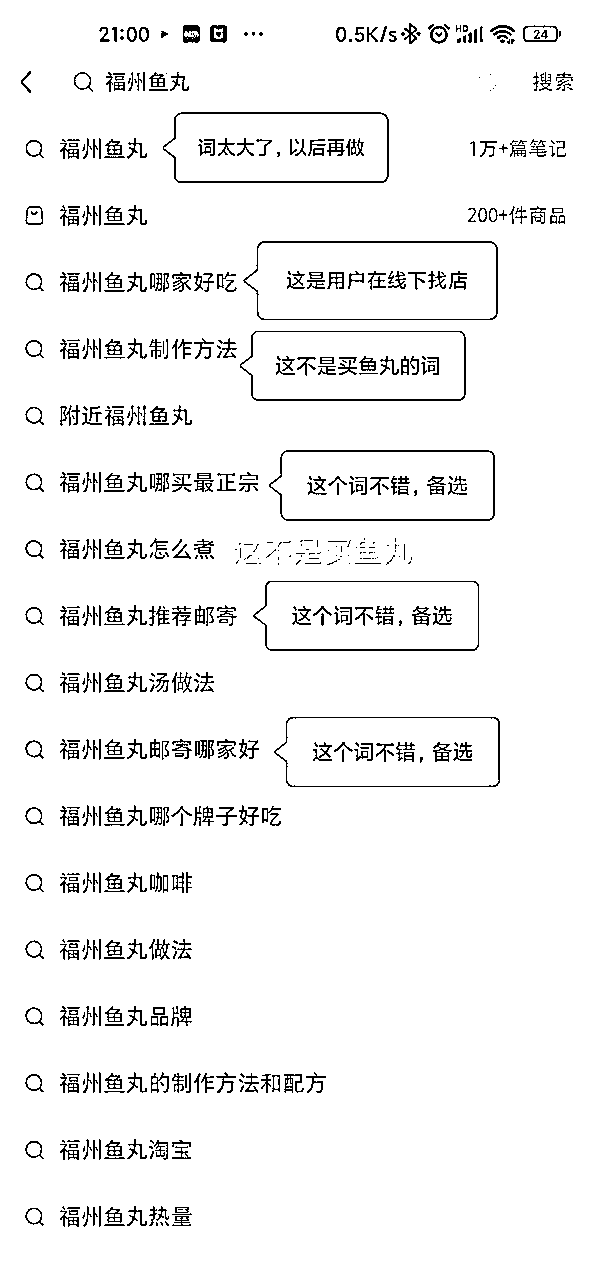 21:00 0.5K/s HD 24
福州鱼丸 搜索
福州鱼丸 词太大了，以后再做 1万+篇笔记
福州鱼丸 200+件商品
福州鱼丸哪家好吃 这是用户在线下找店
福州鱼丸制作方法 这不是买鱼丸的词
附近福州鱼丸
福州鱼丸哪买最正宗 这个词不错，备选
福州鱼丸怎么煮 这不是买鱼丸
福州鱼丸推荐邮寄 这个词不错，备选
福州鱼丸汤做法
福州鱼丸邮寄哪家好 这个词不错，备选
福州鱼丸哪个牌子好吃
福州鱼丸咖啡
福州鱼丸做法
福州鱼丸品牌
福州鱼丸的制作方法和配方
福州鱼丸淘宝
福州鱼丸热量